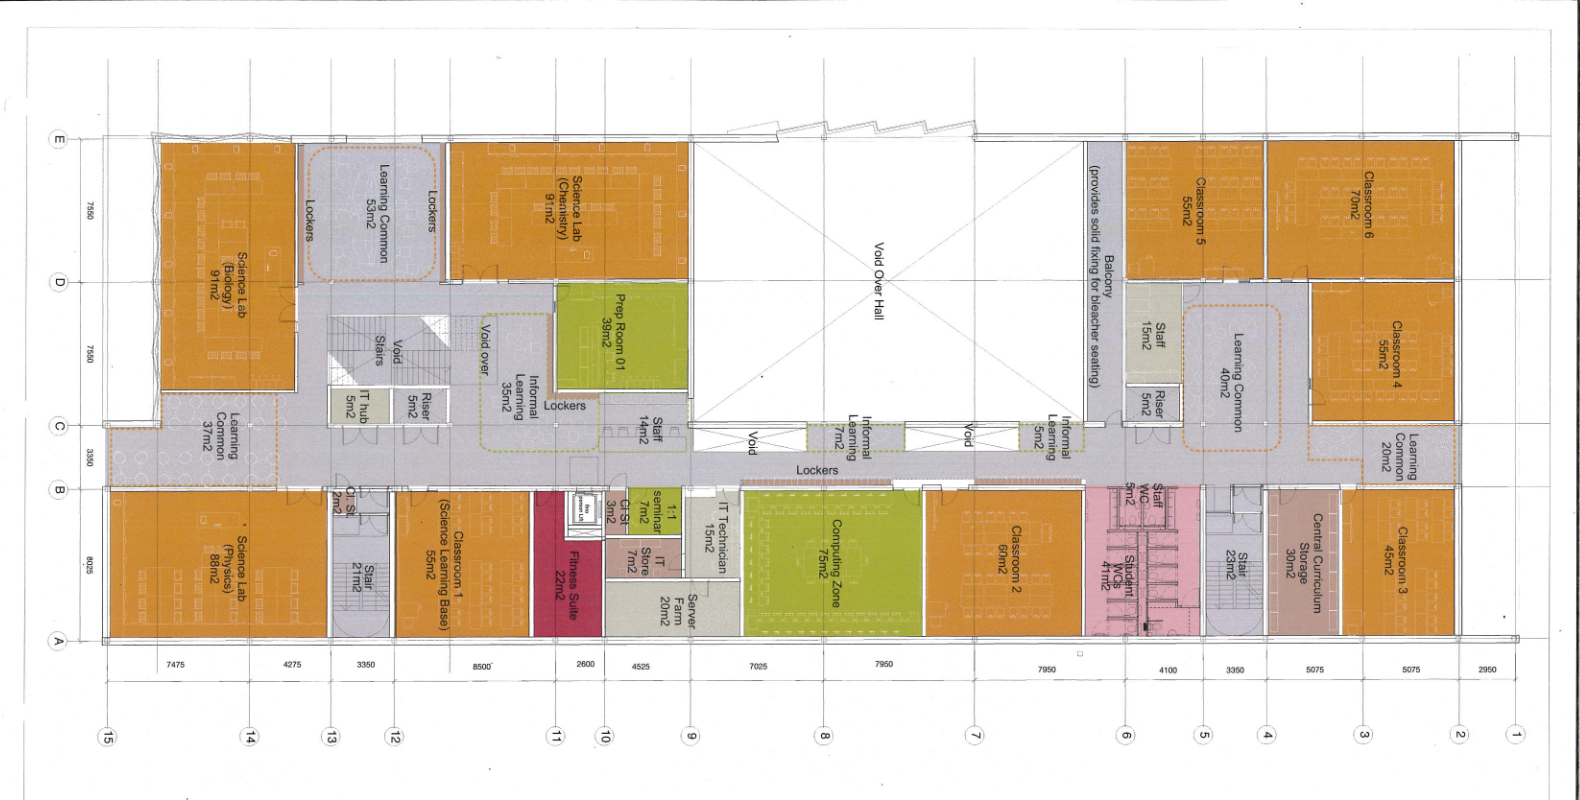 E
D
C
B
A
7550
7550
3350
8025
Science Lab
(Biology)
91m2
Lockers
Learning Common
53m2
Lockers
Science Lab
(Chemistry)
91m2
Void Over Hall
Balcony
(provides solid fixing for bleacher seating)
Classroom 5
55m2
Classroom 6
70m2
Stairs
Void
Void over
Informal
Learning
35m2
Prep Room 01
39m2
Lockers
IT hub
5m2
Riser
5m2
Staff
14m2
Staff
15m2
Riser
5m2
Learning Common
40m2
Classroom 4
55m2
Learning
Common
37m2
Void
Informal
Learning
7m2
Void
Informal
Learning
5m2
Lockers
Learning
Common
20m2
Science Lab
(Physics)
88m2
Cl. St
2m2
Stair
21m2
Classroom 1
(Science Learning Base)
55m2
Fitness Suite
22m2
Cl St
3m2
1:1
seminar
7m2
IT
Store
7m2
IT Technician
15m2
Server
Farm
20m2
Computing Zone
75m2
Classroom 2
60m2
Staff
WC
5m2
Student
WCs
41m2
Stair
23m2
Central Curriculum
Storage
30m2
Classroom 3
45m2
7475
4275
3350
8500
2600
4525
7025
7950
7950
4100
3350
5075
5075
2950
15
14
13
12
11
10
9
8
7
6
5
4
3
2
1